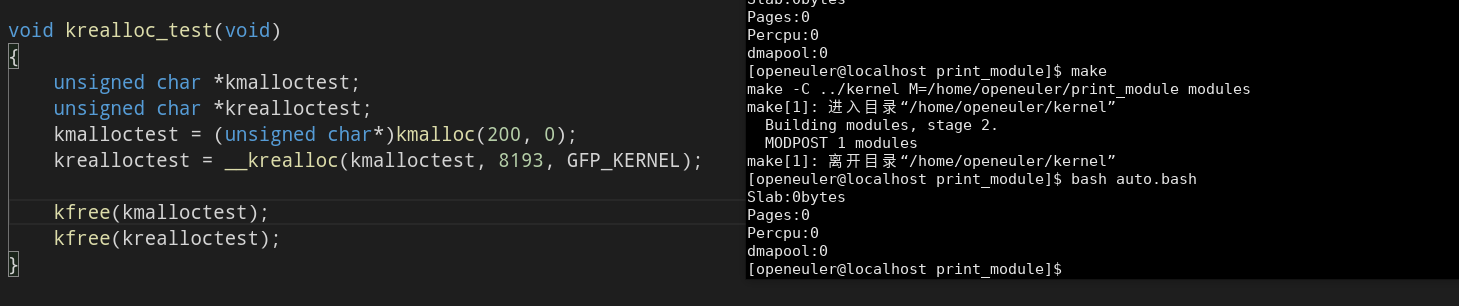 void krealloc_test(void)
{
unsigned char *kmalloctest;
unsigned char *krealloctest;
kmalloctest = (unsigned char*)kmalloc(200, 0);
krealloctest = __krealloc(kmalloctest, 8193, GFP_KERNEL);
kfree(kmalloctest);
kfree(krealloctest);
}
Slab:0bytes
Pages:0
Percpu:0
dmapool:0
[openeuler@localhost print_module]$ make
make -C ../kernel M=/home/openeuler/print_module modules
make[1]: 进入目录“/home/openeuler/kernel”
Building modules, stage 2.
MODPOST 1 modules
make[1]: 离开目录“/home/openeuler/kernel”
[openeuler@localhost print_module]$ bash auto.bash
Slab:0bytes
Pages:0
Percpu:0
dmapool:0
[openeuler@localhost print_module]$